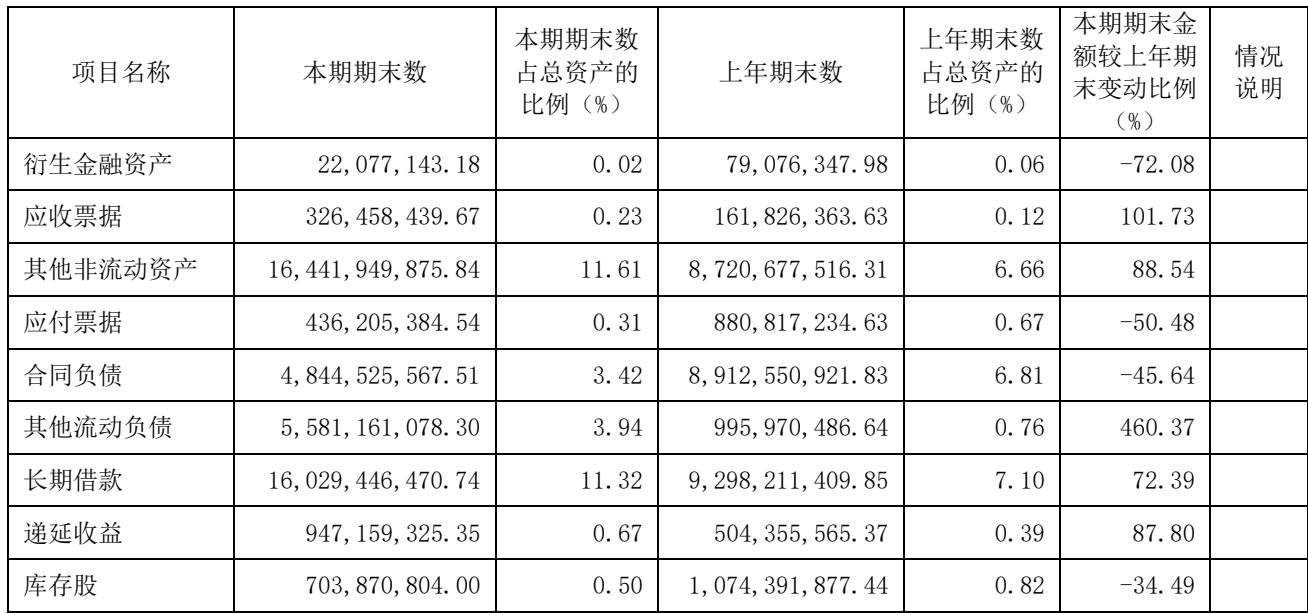 项目名称 本期期末数 本期期末数占总资产的比例（%） 上年期末数 上年期末数占总资产的比例（%） 本期期末金额较上年期末变动比例（%） 情况说明
衍生金融资产 22,077,143.18 0.02 79,076,347.98 0.06 -72.08
应收票据 326,458,439.67 0.23 161,826,363.63 0.12 101.73
其他非流动资产 16,441,949,875.84 11.61 8,720,677,516.31 6.66 88.54
应付票据 436,205,384.54 0.31 880,817,234.63 0.67 -50.48
合同负债 4,844,525,567.51 3.42 8,912,550,921.83 6.81 -45.64
其他流动负债 5,581,161,078.30 3.94 995,970,486.64 0.76 460.37
长期借款 16,029,446,470.74 11.32 9,298,211,409.85 7.10 72.39
递延收益 947,159,325.35 0.67 504,355,565.37 0.39 87.80
库存股 703,870,804.00 0.50 1,074,391,877.44 0.82 -34.49